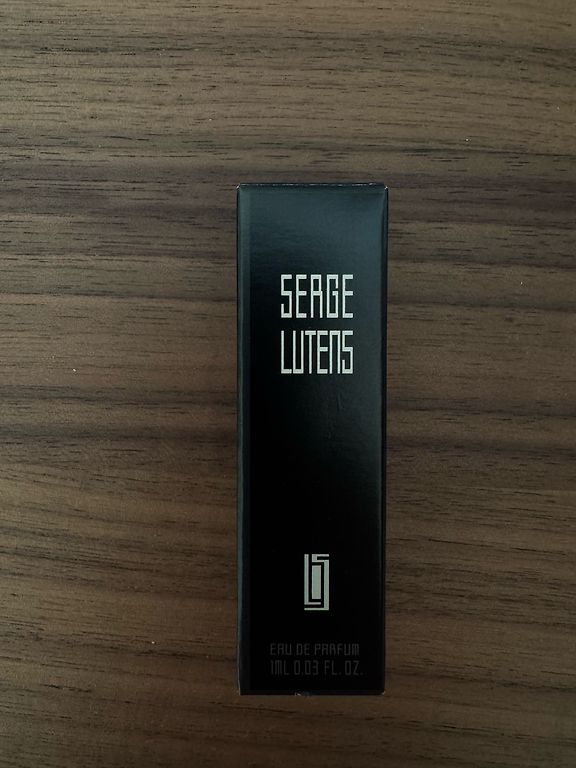 SERGE
LUTENS
EAU DE PARFUM
1ML 0.03 FL. OZ.